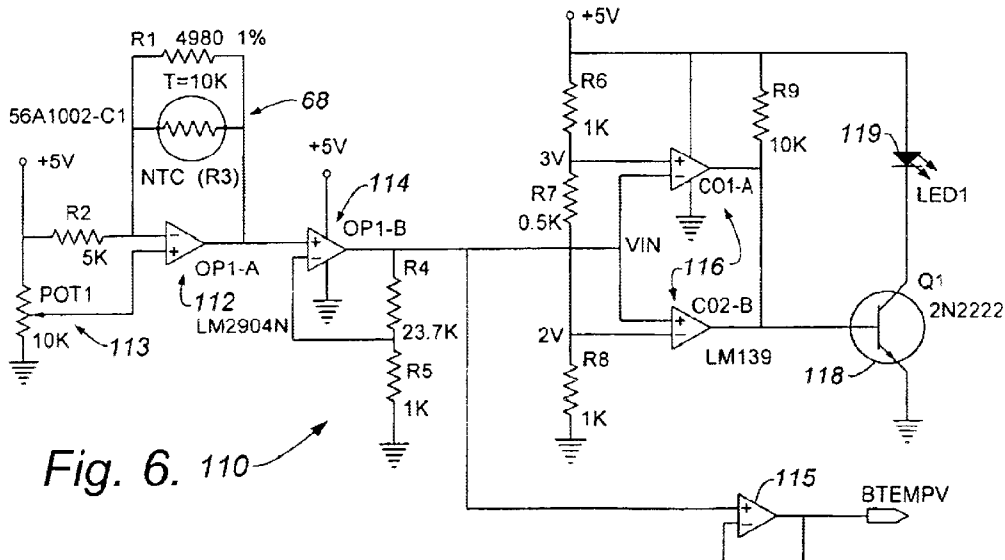 +5V
R1 4980 1%
T=10K
68
R6
R9
56A1002-C1
+5V
1K
10K
119
+5V
NTC (R3)
3V
114
R7
CO1-A
LED1
R2
OP1-B
0.5K
5K
OP1-A
VIN
116
R4
Q1
POT1
112
CO2-B
2N2222
LM2904N
23.7K
2V
10K
113
R8
LM139
118
R5
1K
1K
Fig. 6. 110
115
BTEMPV